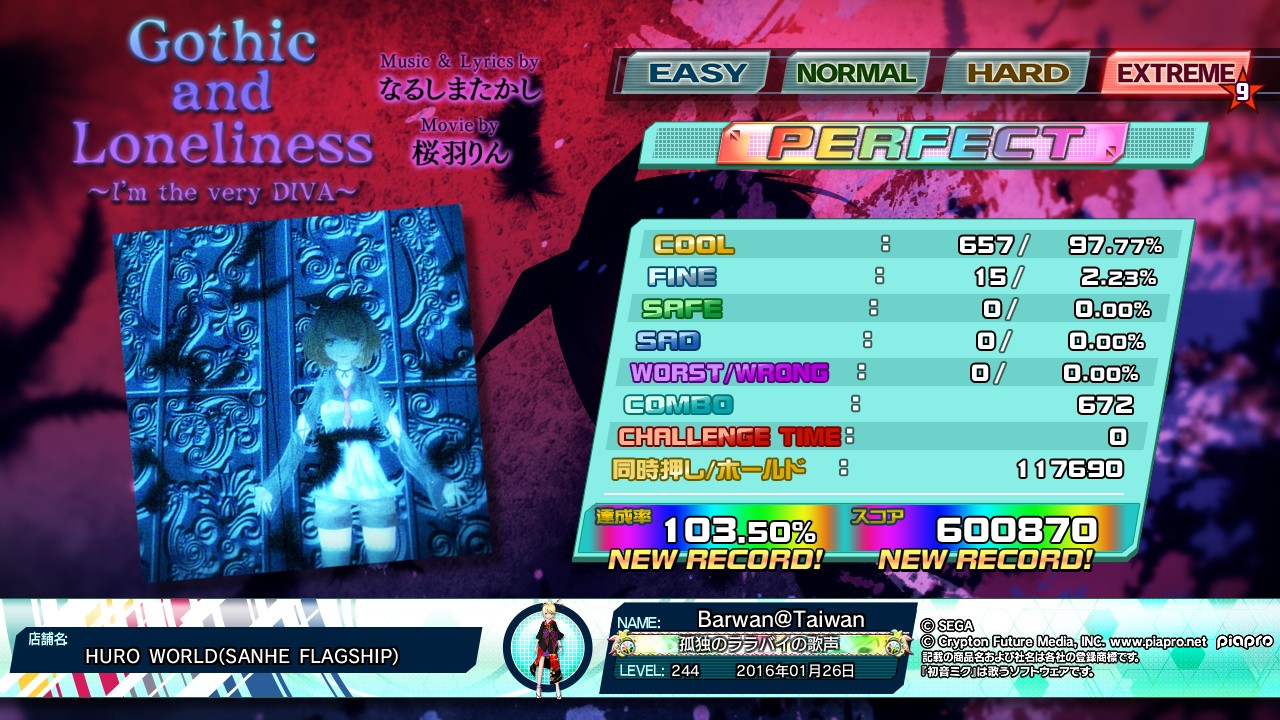 Gothic
and
Loneliness
~I'm the very DIVA~
Music & Lyrics by
なるしまたかし
Movie by
桜羽りん
EASY
NORMAL
HARD
EXTREME
9
PERFECT
COOL : 657/ 97.77%
FINE : 15/ 2.23%
SAFE : 0/ 0.00%
SAD : 0/ 0.00%
WORST/WRONG : 0/ 0.00%
COMBO : 672
CHALLENGE TIME : 0
同時押し/ホールド : 117690
達成率 103.50%
NEW RECORD!
スコア 600870
NEW RECORD!
店舗名
HURO WORLD(SANHE FLAGSHIP)
NAME: Barwan@Taiwan
孤独のララバイの歌声
LEVEL: 244 2016年01月26日
© SEGA
© Crypton Future Media, INC. www.piapro.net piapro
記載の商品名および社名は各社の登録商標です。
『初音ミク』は歌うソフトウェアです。